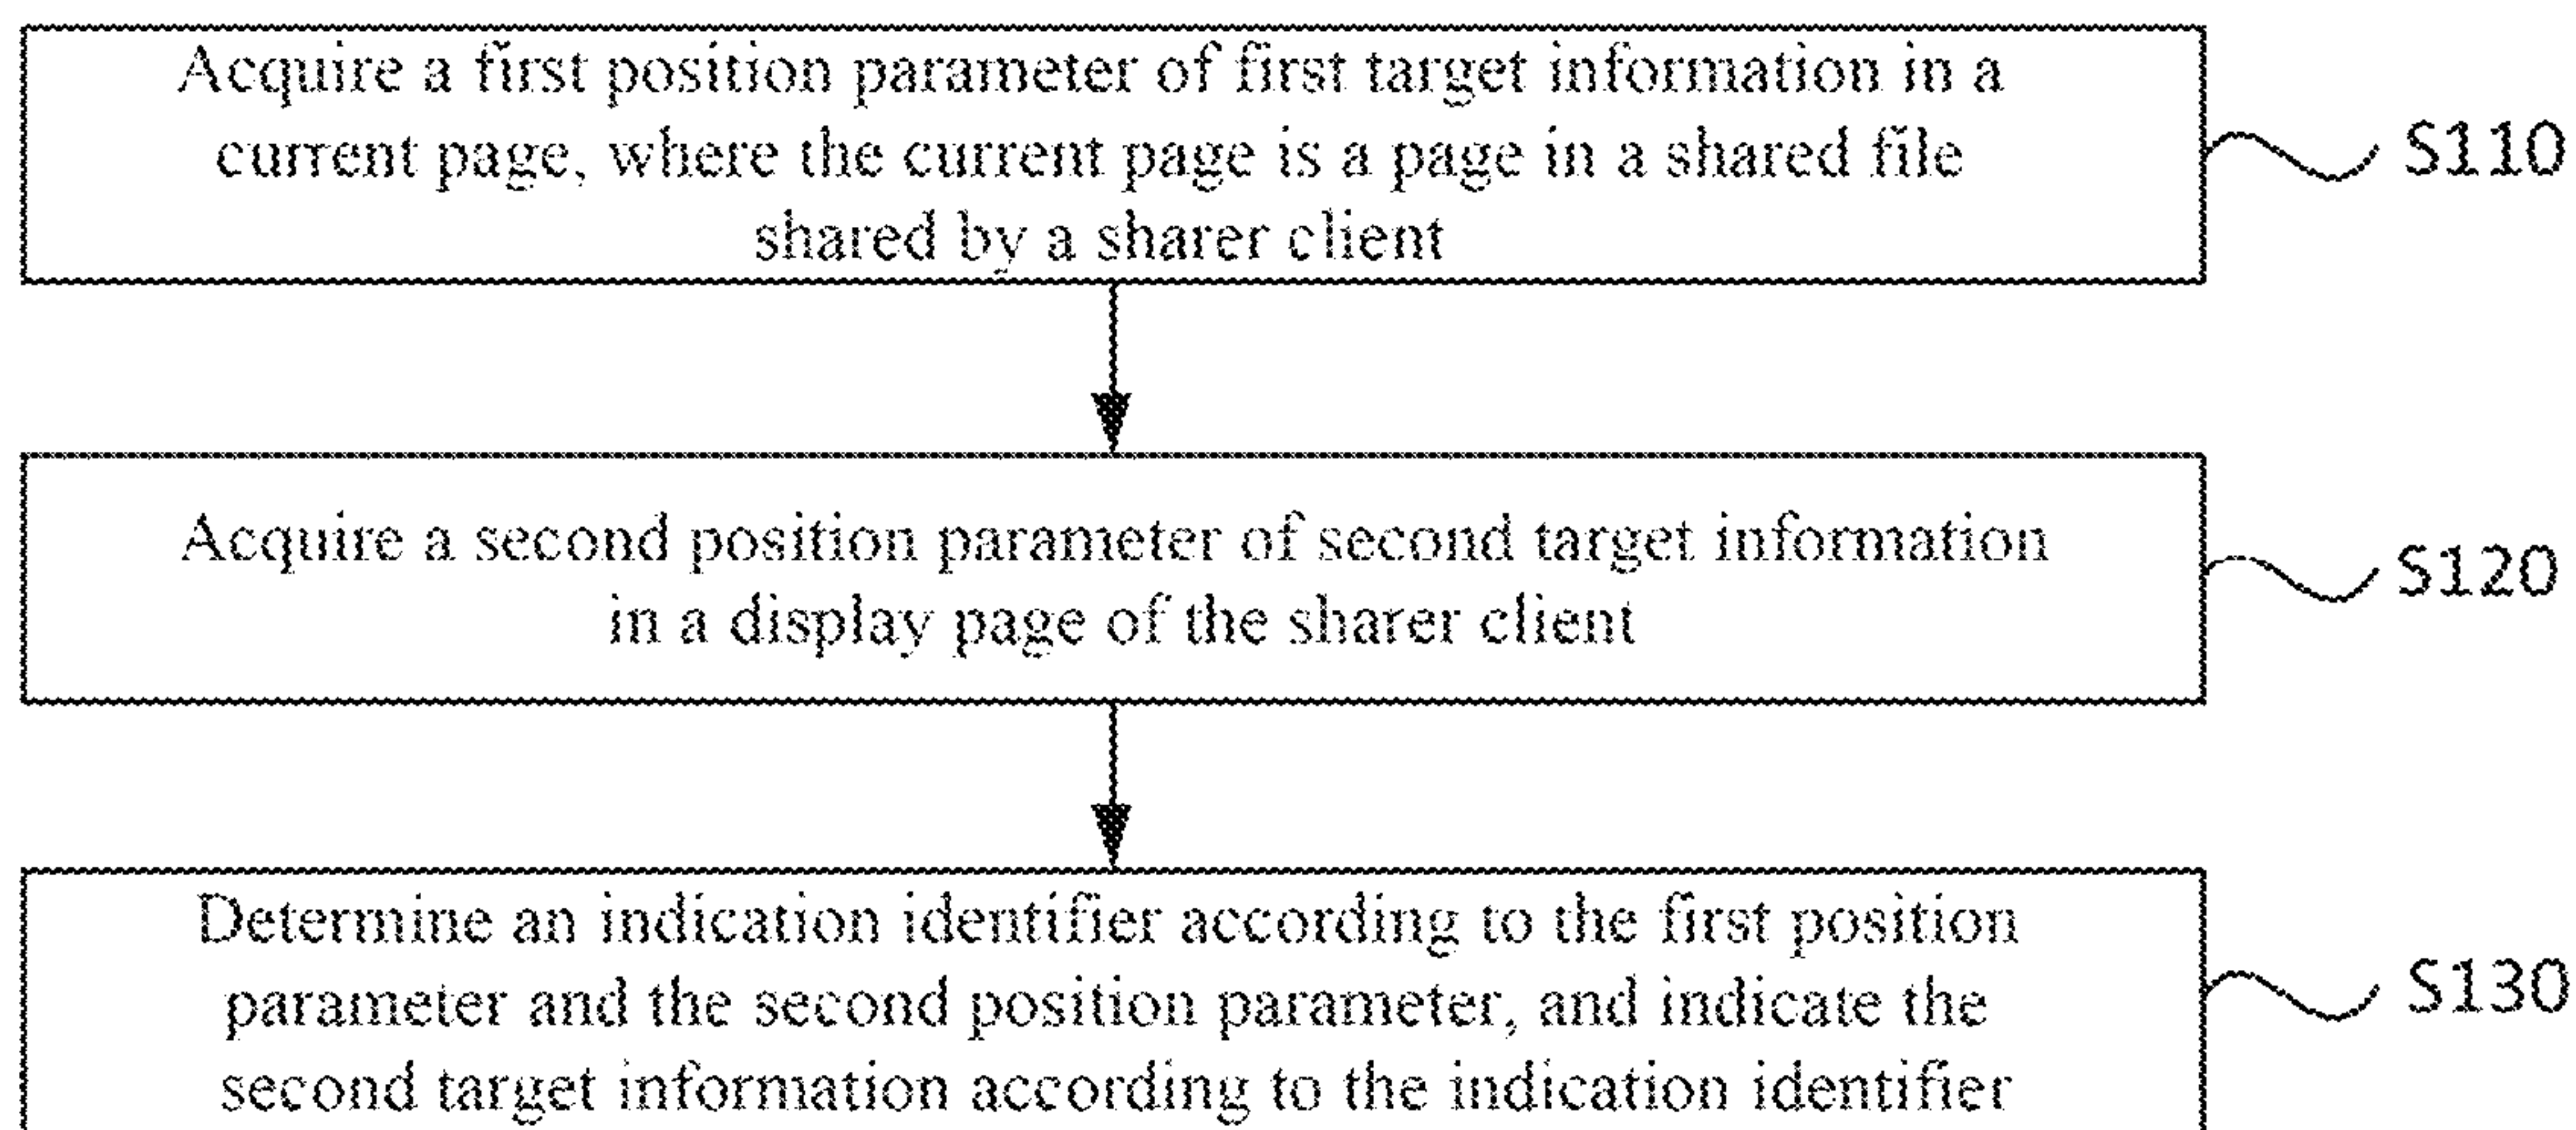 Acquire a first position parameter of first target information in a
current page, where the current page is a page in a shared file
shared by a sharer client
S110
Acquire a second position parameter of second target information
in a display page of the sharer client
S120
Determine an indication identifier according to the first position
parameter and the second position parameter, and indicate the
second target information according to the indication identifier
S130